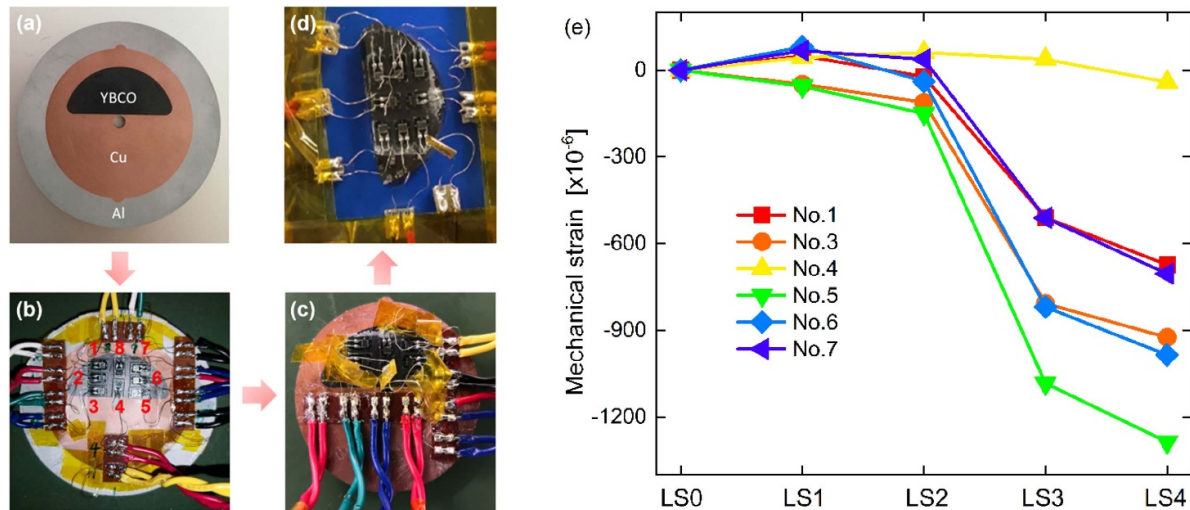 (a)
YBCO
Cu
Al
(d)
(b)
1 8 7
2 6
3 4 5
4
(c)
(e)
Mechanical strain [x10⁻⁶]
0
-300
-600
-900
-1200
No.1
No.3
No.4
No.5
No.6
No.7
LS0 LS1 LS2 LS3 LS4